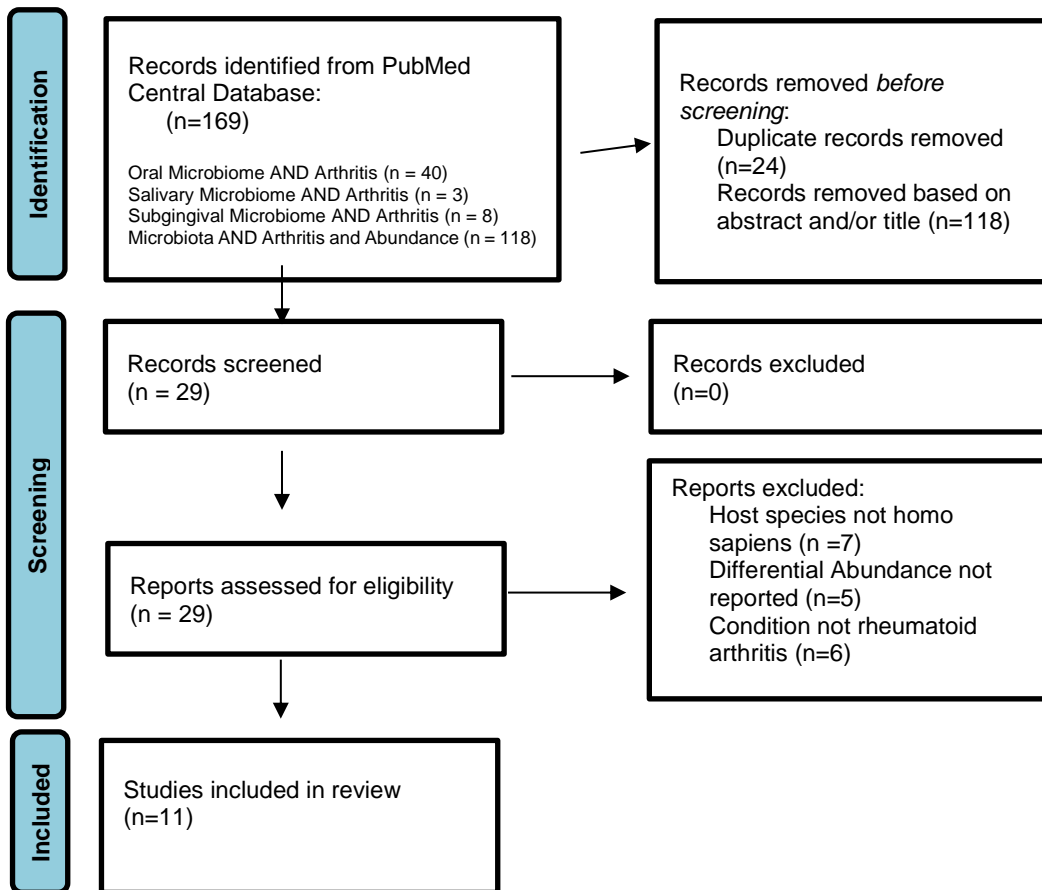 Identification
Records identified from PubMed
Central Database:
(n=169)
Oral Microbiome AND Arthritis (n = 40)
Salivary Microbiome AND Arthritis (n = 3)
Subgingival Microbiome AND Arthritis (n = 8)
Microbiota AND Arthritis and Abundance (n = 118)
Records removed before
screening:
Duplicate records removed
(n=24)
Records removed based on
abstract and/or title (n=118)
Screening
Records screened
(n = 29)
Records excluded
(n=0)
Reports assessed for eligibility
(n = 29)
Reports excluded:
Host species not homo
sapiens (n =7)
Differential Abundance not
reported (n=5)
Condition not rheumatoid
arthritis (n=6)
Included
Studies included in review
(n=11)